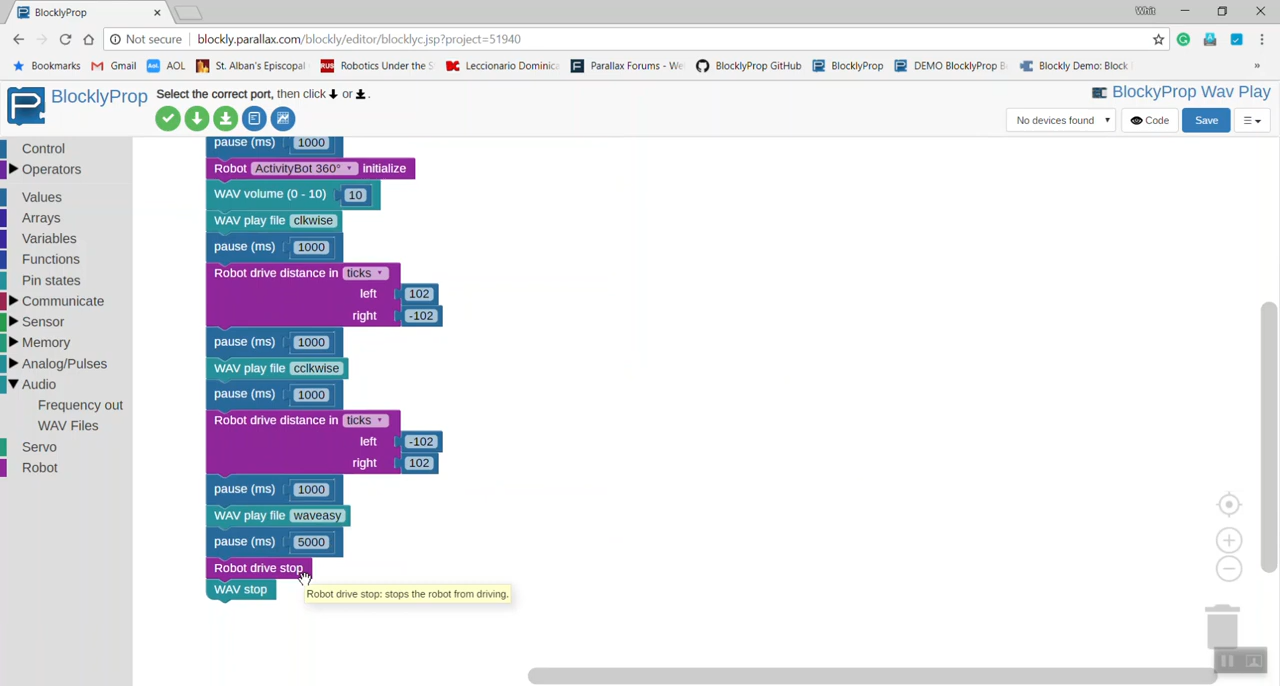 BlocklyProp
Whit
Not secure blockly.parallax.com/blockly/editor/blocklyc.jsp?project=51940
Bookmarks Gmail AOL St. Alban's Episcopal Robotics Under the Leccionario Dominica Parallax Forums - We BlocklyProp GitHub BlocklyProp DEMO BlocklyProp Blockly Demo: Block »
BlocklyProp Select the correct port, then click or .
BlockyProp Wav Play
No devices found Code Save
Control
Operators
Values
Arrays
Variables
Functions
Pin states
Communicate
Sensor
Memory
Analog/Pulses
Audio
Frequency out
WAV Files
Servo
Robot
pause (ms) 1000
Robot ActivityBot 360° initialize
WAV volume (0 - 10) 10
WAV play file clkwise
pause (ms) 1000
Robot drive distance in ticks
left 102
right -102
pause (ms) 1000
WAV play file cclkwise
pause (ms) 1000
Robot drive distance in ticks
left -102
right 102
pause (ms) 1000
WAV play file waveasy
pause (ms) 5000
Robot drive stop
WAV stop
Robot drive stop: stops the robot from driving.